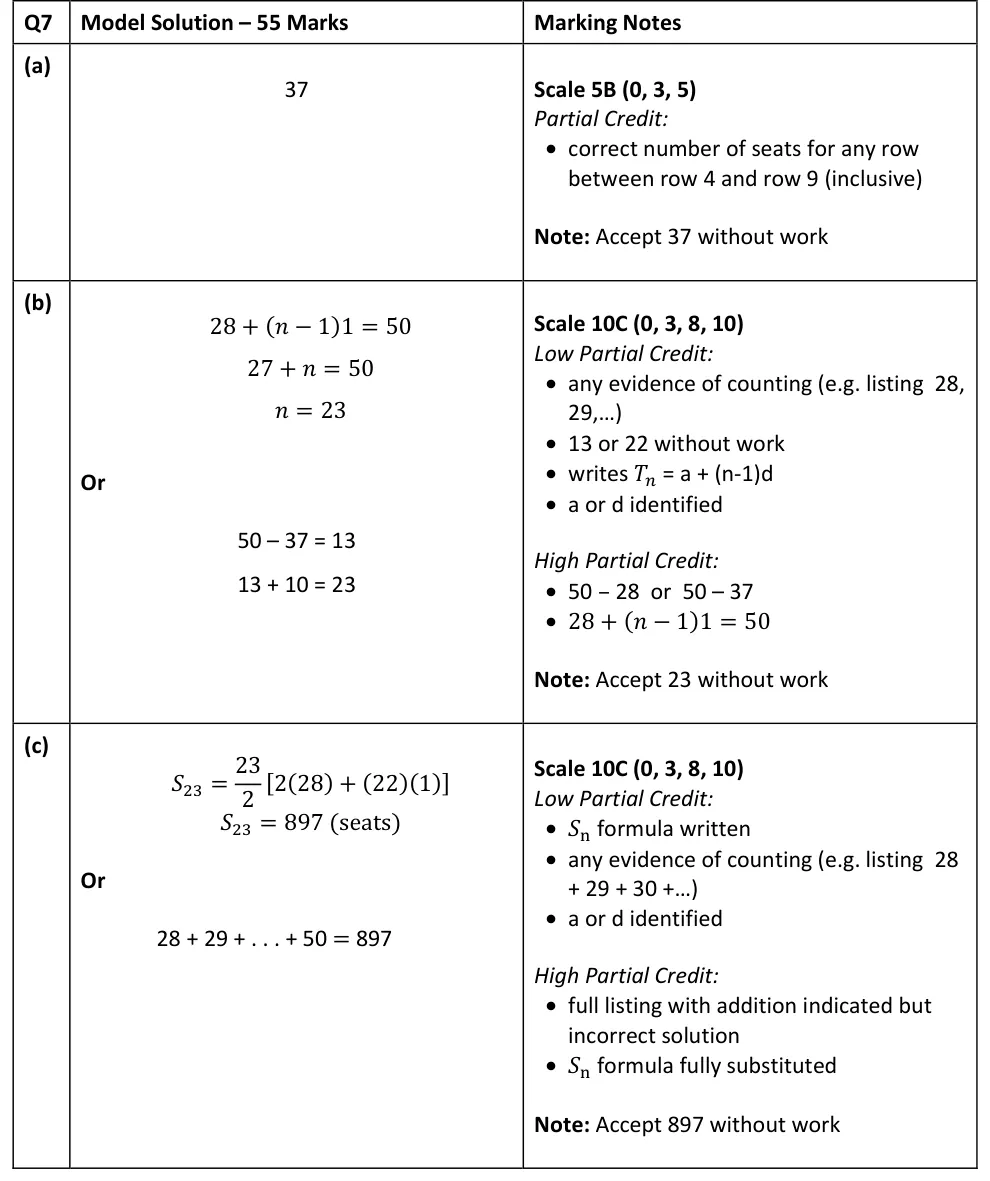 Q7 Model Solution – 55 Marks Marking Notes
(a)
37
Scale 5B (0, 3, 5)
Partial Credit:
• correct number of seats for any row
between row 4 and row 9 (inclusive)
Note: Accept 37 without work
(b)
28 + (n − 1)1 = 50
27 + n = 50
n = 23
Or
50 – 37 = 13
13 + 10 = 23
Scale 10C (0, 3, 8, 10)
Low Partial Credit:
• any evidence of counting (e.g. listing 28,
29,…)
• 13 or 22 without work
• writes Tₙ = a + (n-1)d
• a or d identified
High Partial Credit:
• 50 – 28 or 50 – 37
• 28 + (n − 1)1 = 50
Note: Accept 23 without work
(c)
S₂₃ = 23/2 [2(28) + (22)(1)]
S₂₃ = 897 (seats)
Or
28 + 29 + . . . + 50 = 897
Scale 10C (0, 3, 8, 10)
Low Partial Credit:
• Sₙ formula written
• any evidence of counting (e.g. listing 28
+ 29 + 30 +…)
• a or d identified
High Partial Credit:
• full listing with addition indicated but
incorrect solution
• Sₙ formula fully substituted
Note: Accept 897 without work